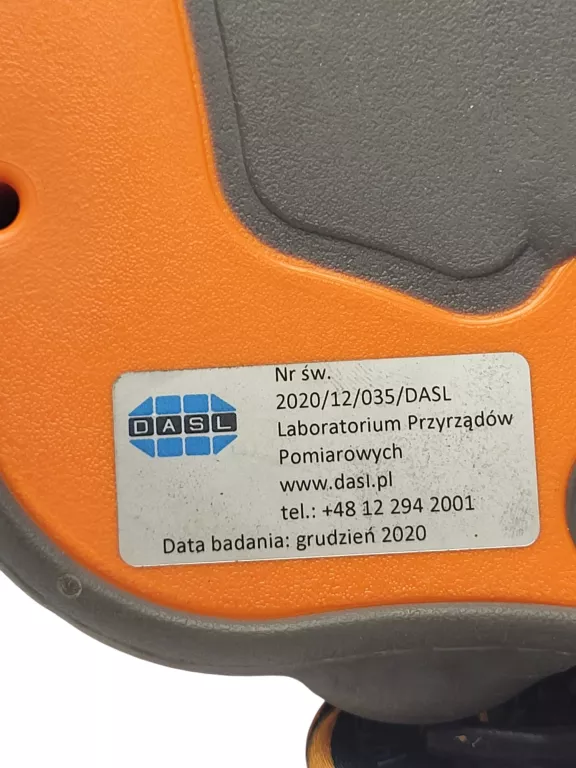 DASL
Nr św.
2020/12/035/DASL
Laboratorium Przyrządów
Pomiarowych
www.dasl.pl
tel.: +48 12 294 2001
Data badania: grudzień 2020